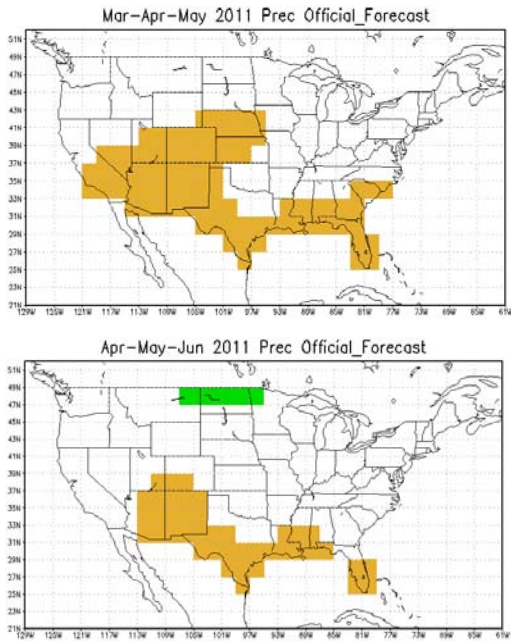 Mar-Apr-May 2011 Prec Official_Forecast
51N
49N
47N
45N
43N
41N
39N
37N
35N
33N
31N
29N
27N
25N
23N
21N
129W 125W 121W 117W 113W 109W 105W 101W 97W 93W 89W 85W 81W 77W 73W 69W 65W 61W
Apr-May-Jun 2011 Prec Official_Forecast
51N
49N
47N
45N
43N
41N
39N
37N
35N
33N
31N
29N
27N
25N
23N
21N
129W 125W 121W 117W 113W 109W 105W 101W 97W 93W 89W 85W 81W 77W 73W 69W 65W 61W